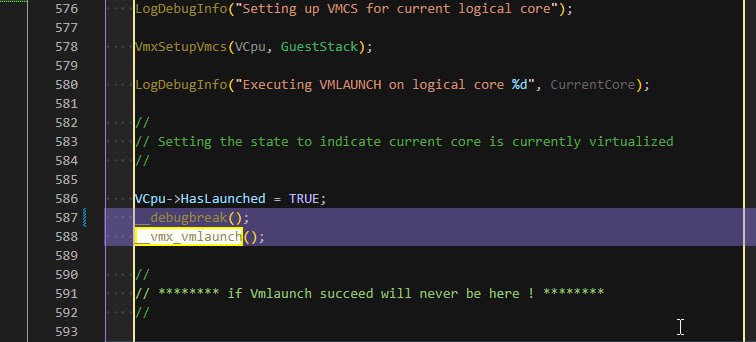 576 LogDebugInfo("Setting up VMCS for current logical core");
577
578 VmxSetupVmcs(VCpu, GuestStack);
579
580 LogDebugInfo("Executing VMLAUNCH on logical core %d", CurrentCore);
581
582 //
583 // Setting the state to indicate current core is currently virtualized
584 //
585
586 VCpu->HasLaunched = TRUE;
587 __debugbreak();
588 __vmx_vmlaunch();
589
590 //
591 // ******** if Vmlaunch succeed will never be here ! ********
592 //
593